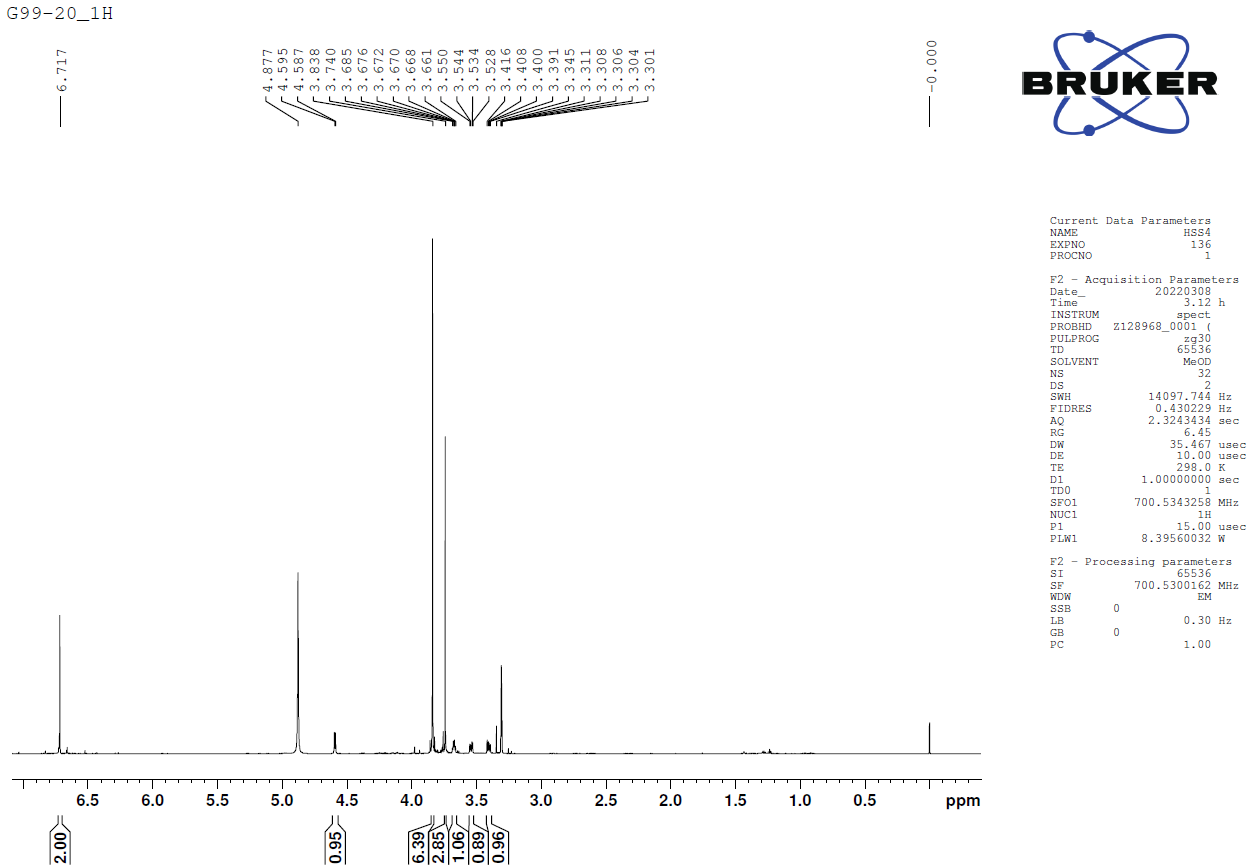 G99-20_1H
6.717
4.877
4.595
4.587
3.838
3.740
3.685
3.676
3.672
3.670
3.668
3.661
3.550
3.544
3.534
3.528
3.416
3.408
3.400
3.391
3.345
3.311
3.308
3.306
3.304
3.301
-0.000
BRUKER
Current Data Parameters
NAME HSS4
EXPNO 136
PROCNO 1
F2 - Acquisition Parameters
Date_ 20220308
Time 3.12 h
INSTRUM spect
PROBHD Z128968_0001 (
PULPROG zg30
TD 65536
SOLVENT MeOD
NS 32
DS 2
SWH 14097.744 Hz
FIDRES 0.430229 Hz
AQ 2.3243434 sec
RG 6.45
DW 35.467 usec
DE 10.00 usec
TE 298.0 K
D1 1.00000000 sec
TD0 1
SFO1 700.5343258 MHz
NUC1 1H
P1 15.00 usec
PLW1 8.39560032 W
F2 - Processing parameters
SI 65536
SF 700.5300162 MHz
WDW EM
SSB 0
LB 0.30 Hz
GB 0
PC 1.00
6.5 6.0 5.5 5.0 4.5 4.0 3.5 3.0 2.5 2.0 1.5 1.0 0.5 ppm
2.00
0.95
6.39
2.85
1.06
0.89
0.96